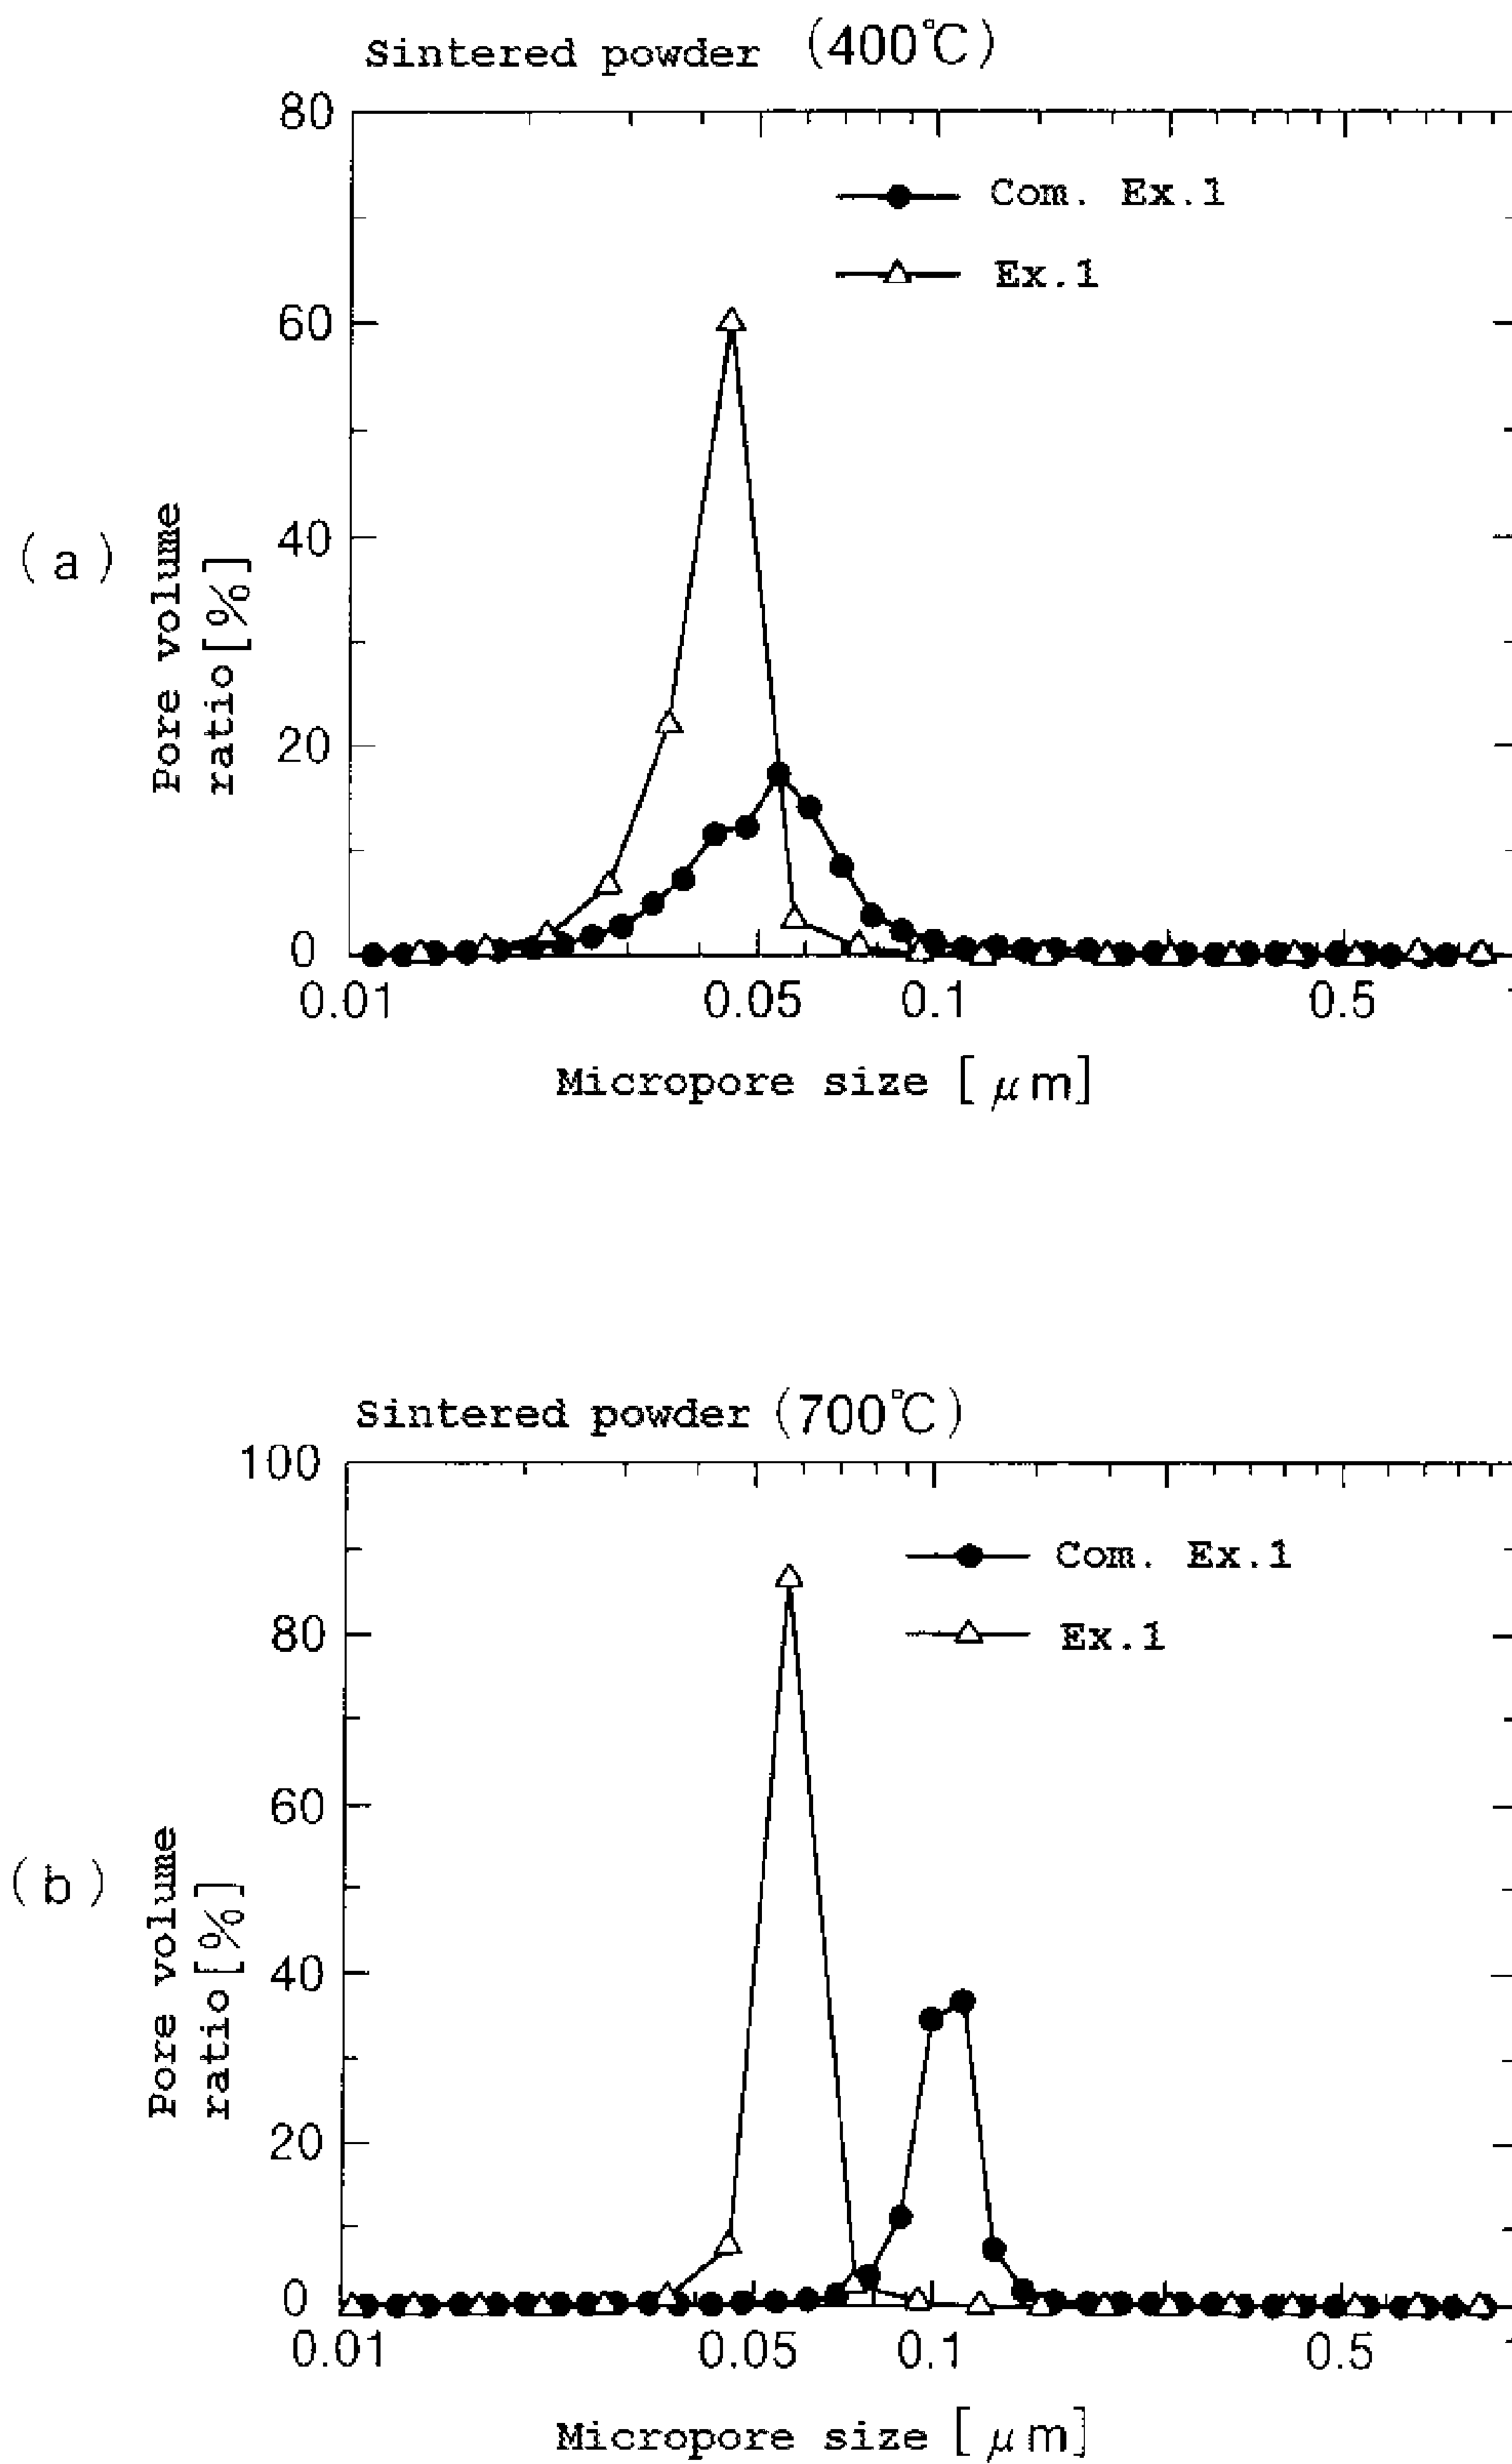 Sintered powder (400℃)
80
Com. Ex.1
Ex.1
60
(a)
Pore volume
ratio[%]
40
20
0
0.01
0.05
0.1
0.5
Micropore size [μm]
Sintered powder (700℃)
100
Com. Ex.1
Ex.1
80
60
(b)
Pore volume
ratio[%]
40
20
0
0.01
0.05
0.1
0.5
Micropore size [μm]